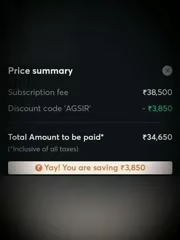 Price summary
Subscription fee ₹38,500
Discount code 'AGSIR' - ₹3,850
Total Amount to be paid* ₹34,650
(*Inclusive of all taxes)
Yay! You are saving ₹3,850